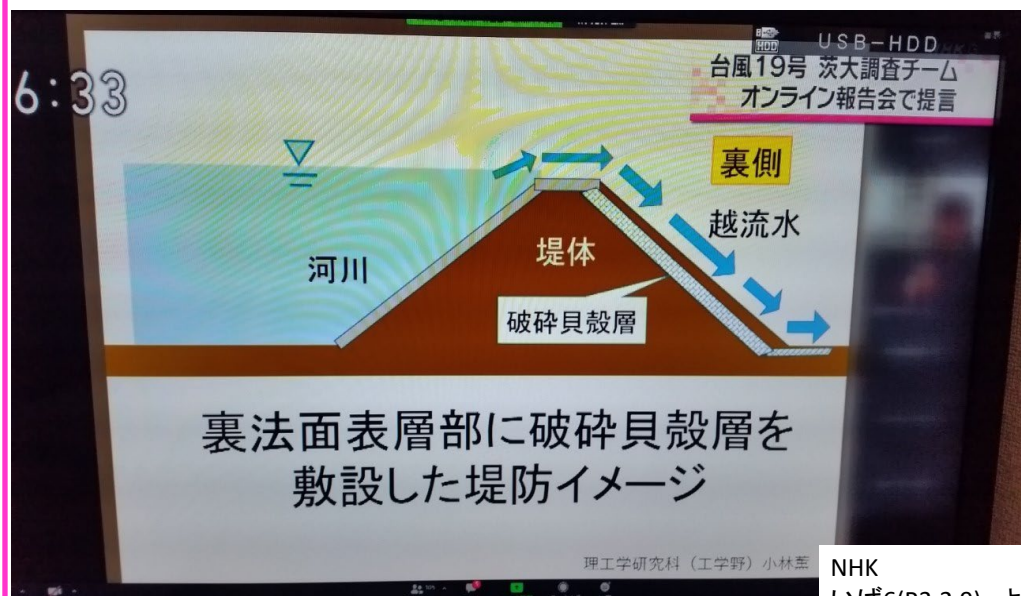 USB-HDD
HDD
6:33
台風19号 茨大調査チーム
オンライン報告会で提言
裏側
越流水
河川
堤体
破砕貝殻層
裏法面表層部に破砕貝殻層を
敷設した堤防イメージ
理工学研究科（工学野）小林薫
NHK